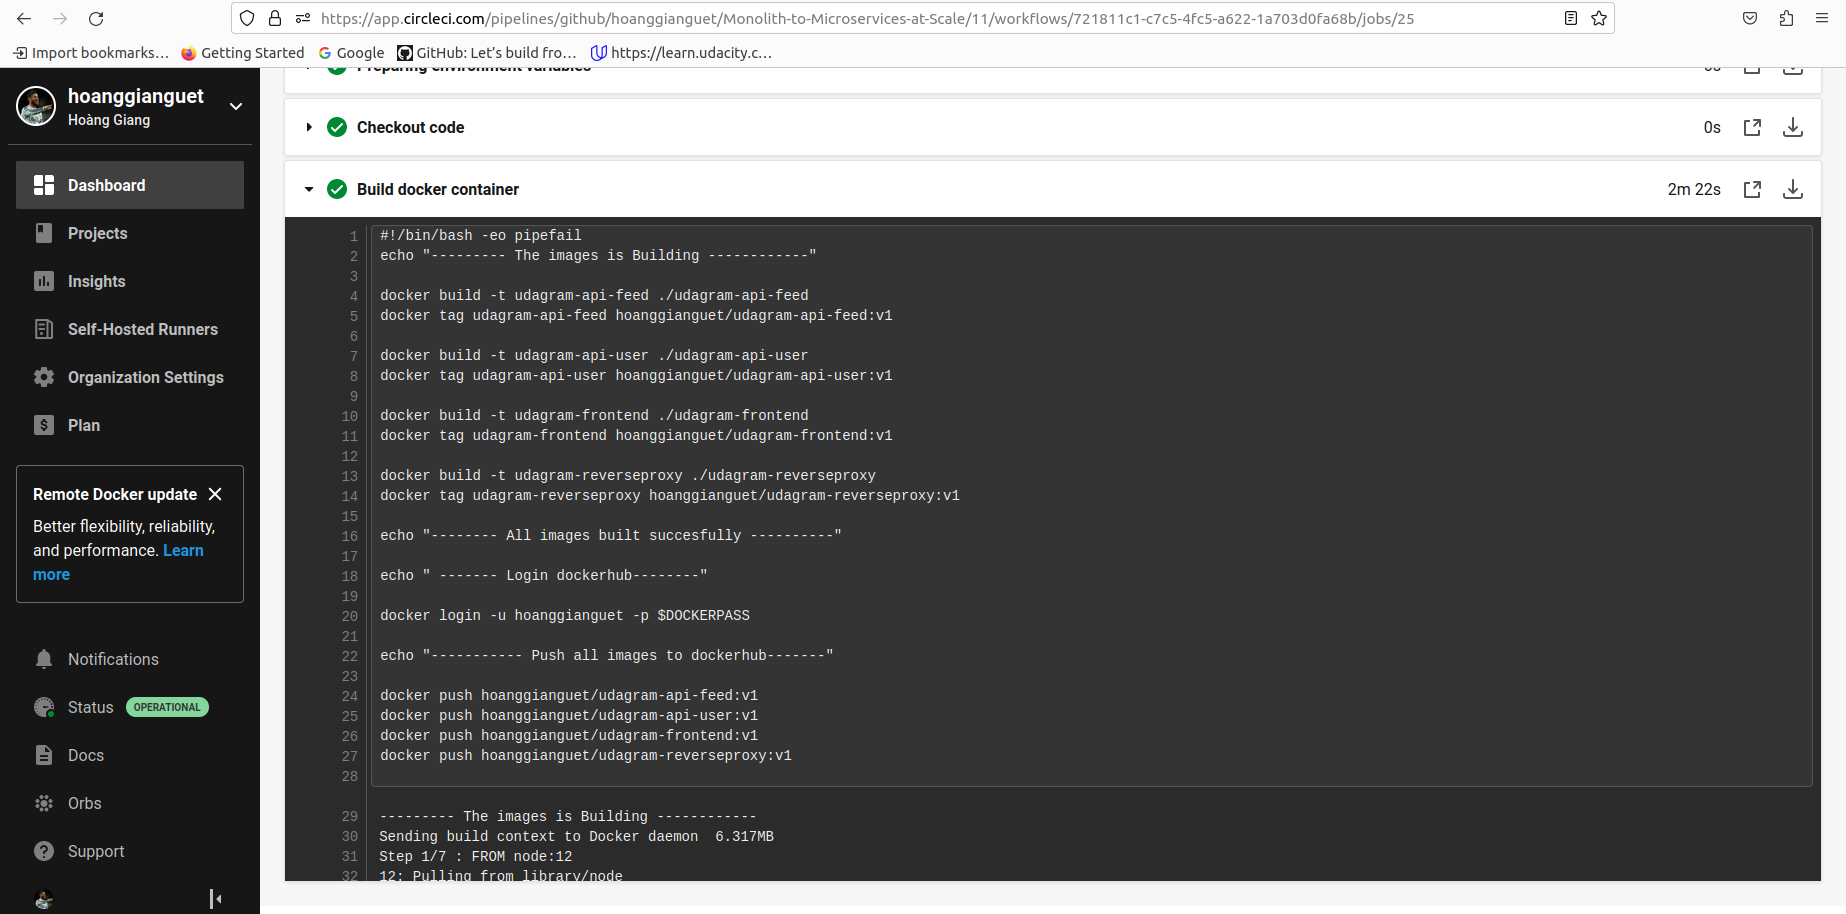 https://app.circleci.com/pipelines/github/hoanggianguet/Monolith-to-Microservices-at-Scale/11/workflows/721811c1-c7c5-4fc5-a622-1a703d0fa68b/jobs/25
Import bookmarks… Getting Started Google GitHub: Let's build fro… https://learn.udacity.c…
hoanggianguet
Hoàng Giang
Dashboard
Projects
Insights
Self-Hosted Runners
Organization Settings
Plan
Remote Docker update
Better flexibility, reliability,
and performance. Learn
more
Notifications
Status OPERATIONAL
Docs
Orbs
Support
Preparing environment variables 0s
Checkout code 0s
Build docker container 2m 22s
1 #!/bin/bash -eo pipefail
2 echo "--------- The images is Building ------------"
3
4 docker build -t udagram-api-feed ./udagram-api-feed
5 docker tag udagram-api-feed hoanggianguet/udagram-api-feed:v1
6
7 docker build -t udagram-api-user ./udagram-api-user
8 docker tag udagram-api-user hoanggianguet/udagram-api-user:v1
9
10 docker build -t udagram-frontend ./udagram-frontend
11 docker tag udagram-frontend hoanggianguet/udagram-frontend:v1
12
13 docker build -t udagram-reverseproxy ./udagram-reverseproxy
14 docker tag udagram-reverseproxy hoanggianguet/udagram-reverseproxy:v1
15
16 echo "-------- All images built succesfully ----------"
17
18 echo " ------- Login dockerhub--------"
19
20 docker login -u hoanggianguet -p $DOCKERPASS
21
22 echo "----------- Push all images to dockerhub-------"
23
24 docker push hoanggianguet/udagram-api-feed:v1
25 docker push hoanggianguet/udagram-api-user:v1
26 docker push hoanggianguet/udagram-frontend:v1
27 docker push hoanggianguet/udagram-reverseproxy:v1
28
29 --------- The images is Building ------------
30 Sending build context to Docker daemon  6.317MB
31 Step 1/7 : FROM node:12
32 12: Pulling from library/node